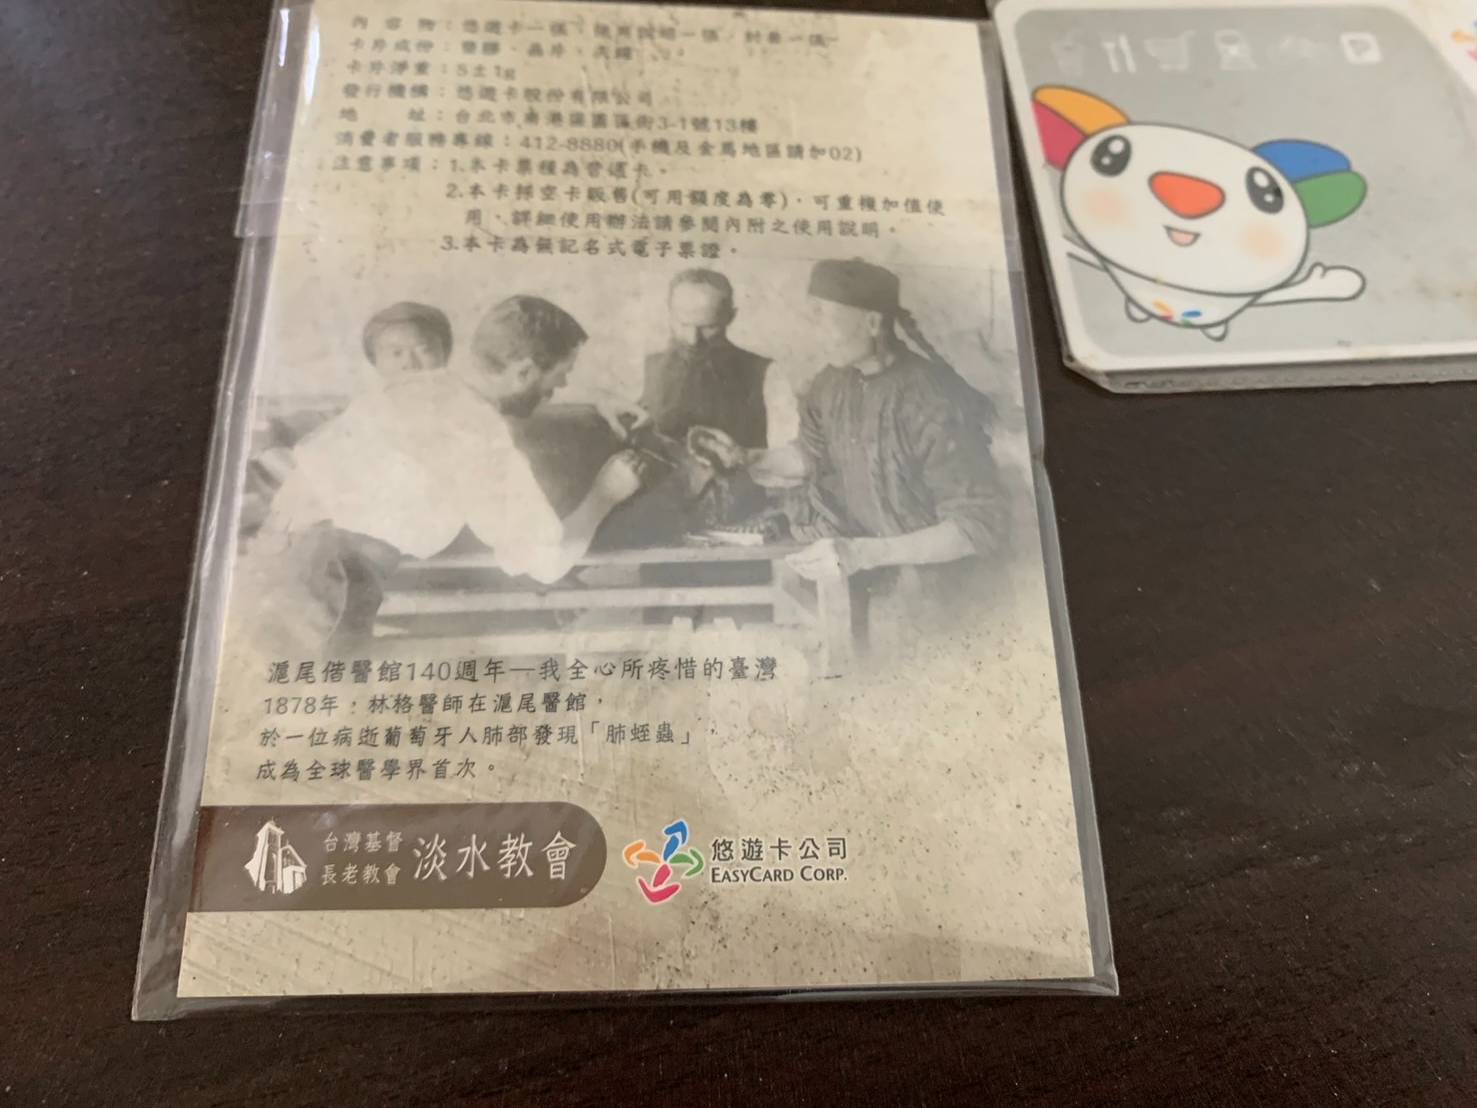 內 容 物：悠遊卡一張、使用說明一張、封套一張
卡片成份：塑膠、晶片、天線
卡片淨重：5±1g
發行機構：悠遊卡股份有限公司
地 址：台北市南港區園區街3-1號13樓
消費者服務專線：412-8880(手機及金馬地區請加02)
注意事項：1.本卡票種為普通卡。
2.本卡採空卡販售(可用額度為零)，可重複加值使
用，詳細使用辦法請參閱內附之使用說明。
3.本卡為無記名式電子票證。
滬尾偕醫館140週年—我全心所疼惜的臺灣
1878年，林格醫師在滬尾醫館，
於一位病逝葡萄牙人肺部發現「肺蛭蟲」，
成為全球醫學界首次。
台灣基督
長老教會
淡水教會
悠遊卡公司
EASYCARD CORP.